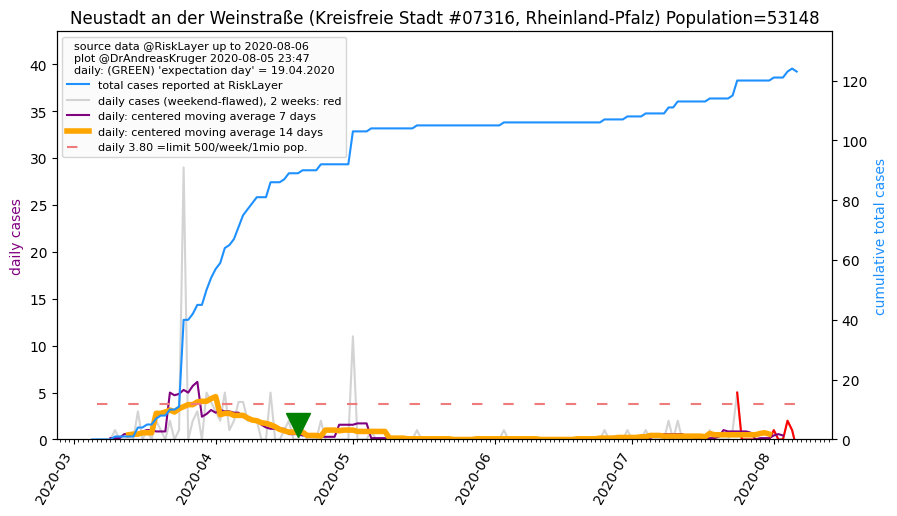 Neustadt an der Weinstraße (Kreisfreie Stadt #07316, Rheinland-Pfalz) Population=53148
source data @RiskLayer up to 2020-08-06
plot @DrAndreasKruger 2020-08-05 23:47
daily: (GREEN) 'expectation day' = 19.04.2020
total cases reported at RiskLayer
daily cases (weekend-flawed), 2 weeks: red
daily: centered moving average 7 days
daily: centered moving average 14 days
daily 3.80 =limit 500/week/1mio pop.
daily cases
40
35
30
25
20
15
10
5
0
cumulative total cases
120
100
80
60
40
20
0
2020-03
2020-04
2020-05
2020-06
2020-07
2020-08